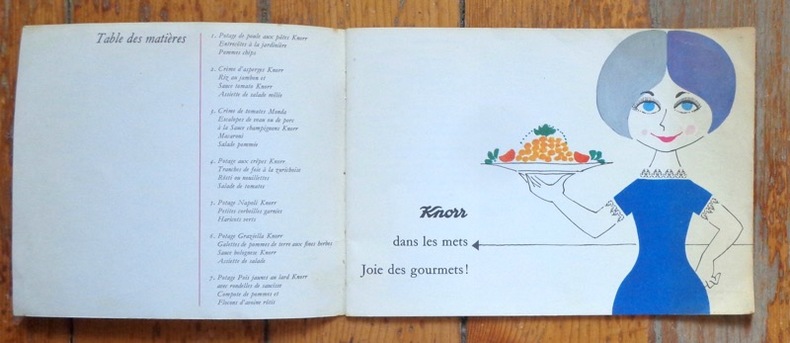 Table des matières
1. Potage de poule aux pâtes Knorr
Entrecôtes à la jardinière
Pommes chips
2. Crème d'asperges Knorr
Riz au jambon et
Sauce tomato Knorr
Assiette de salade mêlée
3. Crème de tomates Monda
Escalopes de veau ou de porc
à la Sauce champignons Knorr
Macaroni
Salade pommée
4. Potage aux crêpes Knorr
Tranches de foie à la zurichoise
Rösti ou nouillettes
Salade de tomates
5. Potage Napoli Knorr
Petites corbeilles garnies
Haricots verts
6. Potage Graziella Knorr
Galettes de pommes de terre aux fines herbes
Sauce bolognese Knorr
Assiette de salade
7. Potage Pois jaunes au lard Knorr
avec rondelles de saucisse
Compote de pommes et
Flocons d'avoine rôtis
Knorr
dans les mets
Joie des gourmets!